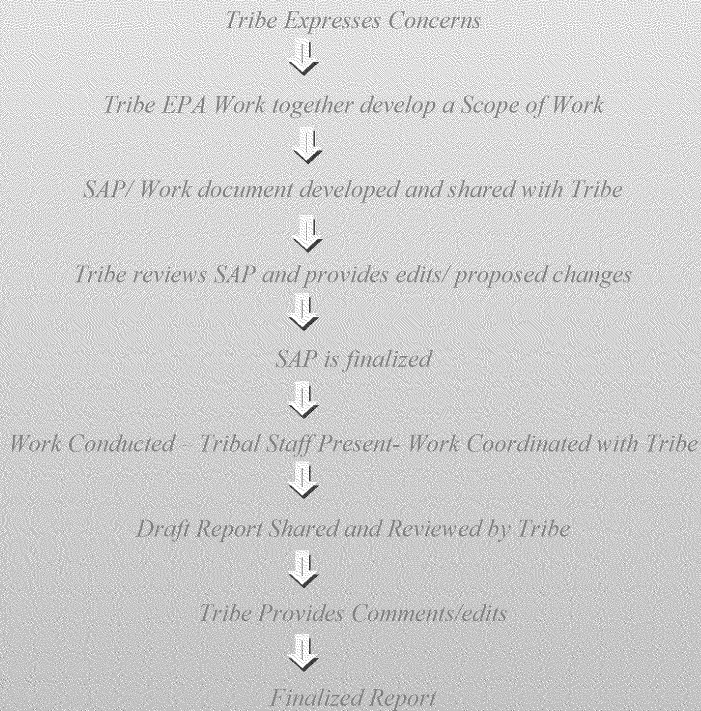 Tribe Expresses Concerns
Tribe EPA Work together develop a Scope of Work
SAP/ Work document developed and shared with Tribe
Tribe reviews SAP and provides edits/ proposed changes
SAP is finalized
Work Conducted – Tribal Staff Present- Work Coordinated with Tribe
Draft Report Shared and Reviewed by Tribe
Tribe Provides Comments/edits
Finalized Report